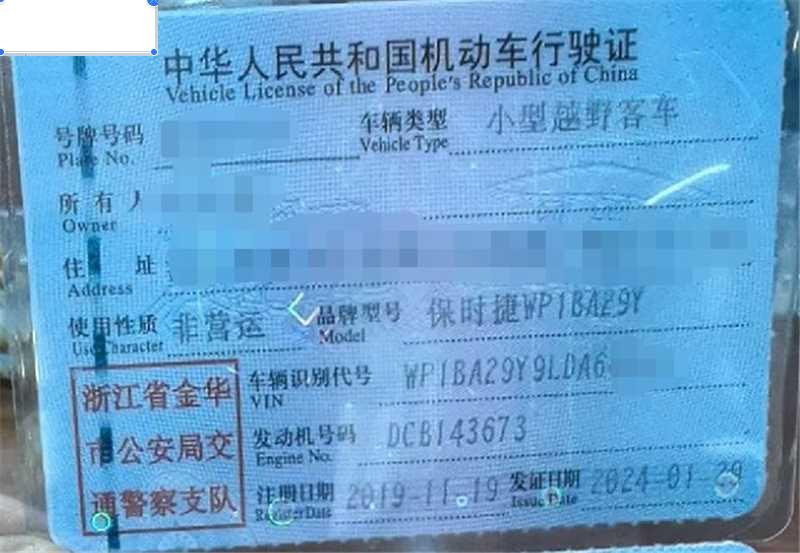 中华人民共和国机动车行驶证
Vehicle License of the People's Republic of China
号牌号码 车辆类型 小型越野客车
Plate No. Vehicle Type
所有人
Owner
住 址
Address
使用性质 非营运 品牌型号 保时捷WP1BA29Y
Use Character Model
浙江省金华
市公安局交
通警察支队
车辆识别代号 WP1BA29Y9LDA6
VIN
发动机号码 DCB143673
Engine No.
注册日期 2019-11-19 发证日期 2024-01-29
Register Date Issue Date